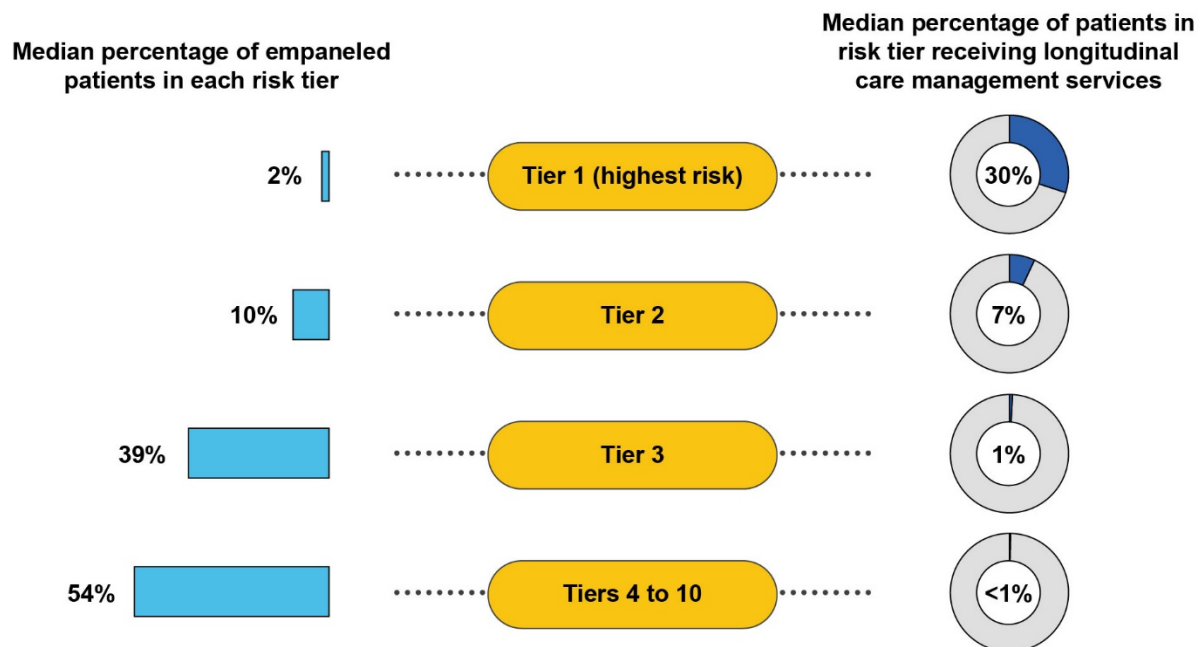 Median percentage of empaneled
patients in each risk tier
Median percentage of patients in
risk tier receiving longitudinal
care management services
2%
Tier 1 (highest risk)
30%
10%
Tier 2
7%
39%
Tier 3
1%
54%
Tiers 4 to 10
<1%